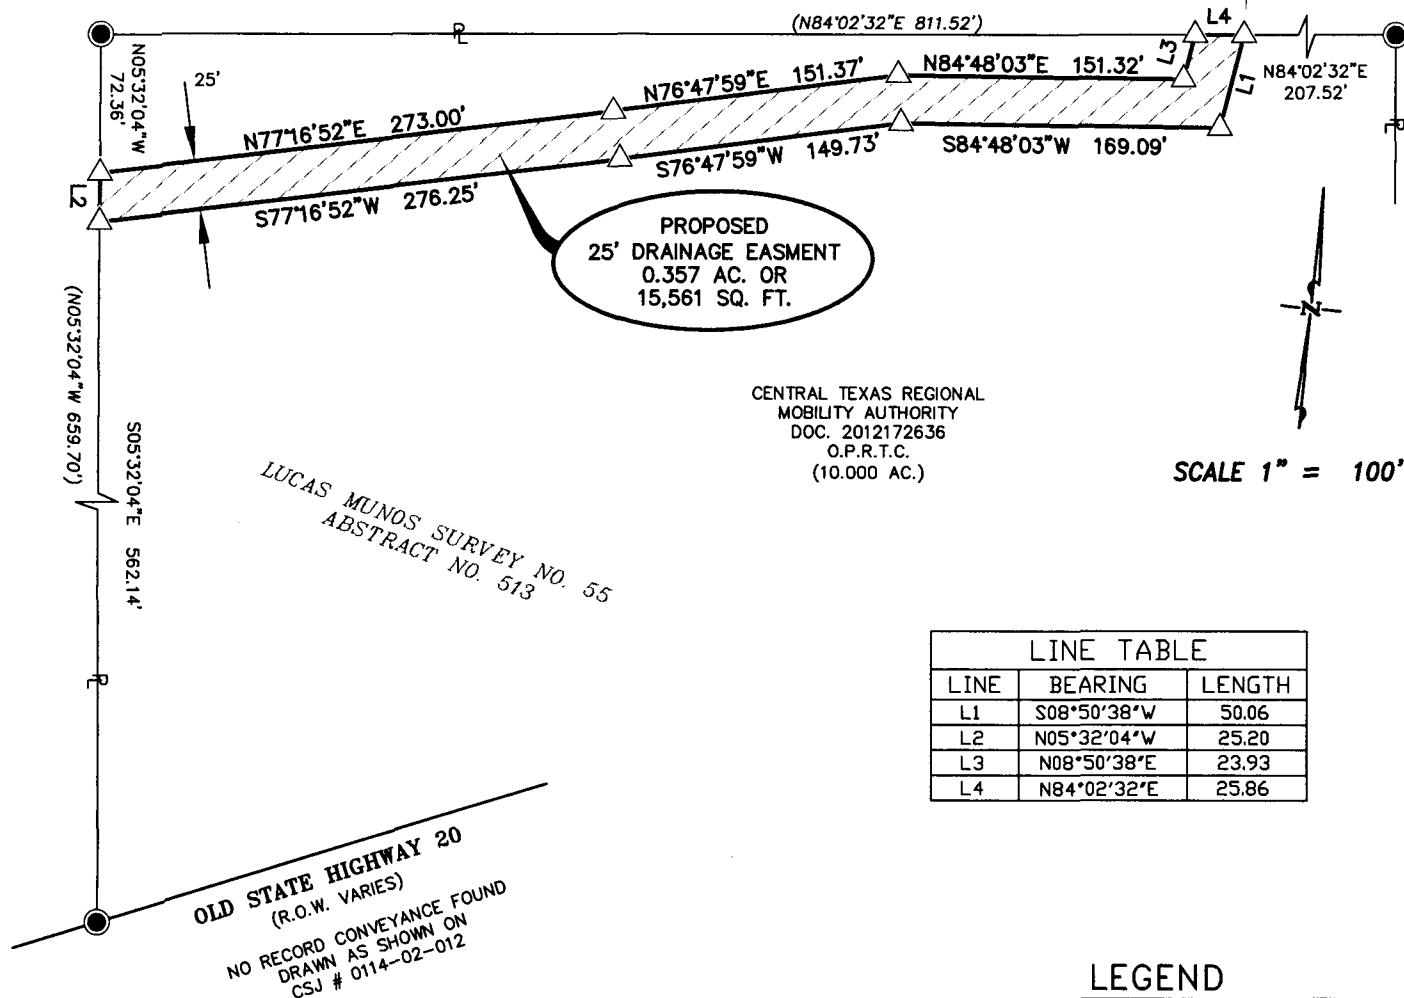 (N84°02'32"E 811.52')
L4
PL
N05°32'04"W
72.36'
25'
N77°16'52"E 273.00'
N76°47'59"E 151.37'
N84°48'03"E 151.32'
L3
L1
N84°02'32"E
207.52'
PL
L2
S77°16'52"W 276.25'
S76°47'59"W 149.73'
S84°48'03"W 169.09'
PROPOSED
25' DRAINAGE EASMENT
0.357 AC. OR
15,561 SQ. FT.
N
(N05°32'04"W 659.70')
S05°32'04"E 562.14'
CENTRAL TEXAS REGIONAL
MOBILITY AUTHORITY
DOC. 2012172636
O.P.R.T.C.
(10.000 AC.)
SCALE 1" = 100'
LUCAS MUNOS SURVEY NO. 55
ABSTRACT NO. 513
PL
LINE TABLE
LINE BEARING LENGTH
L1 S08°50'38"W 50.06
L2 N05°32'04"W 25.20
L3 N08°50'38"E 23.93
L4 N84°02'32"E 25.86
OLD STATE HIGHWAY 20
(R.O.W. VARIES)
NO RECORD CONVEYANCE FOUND
DRAWN AS SHOWN ON
CSJ # 0114-02-012
LEGEND